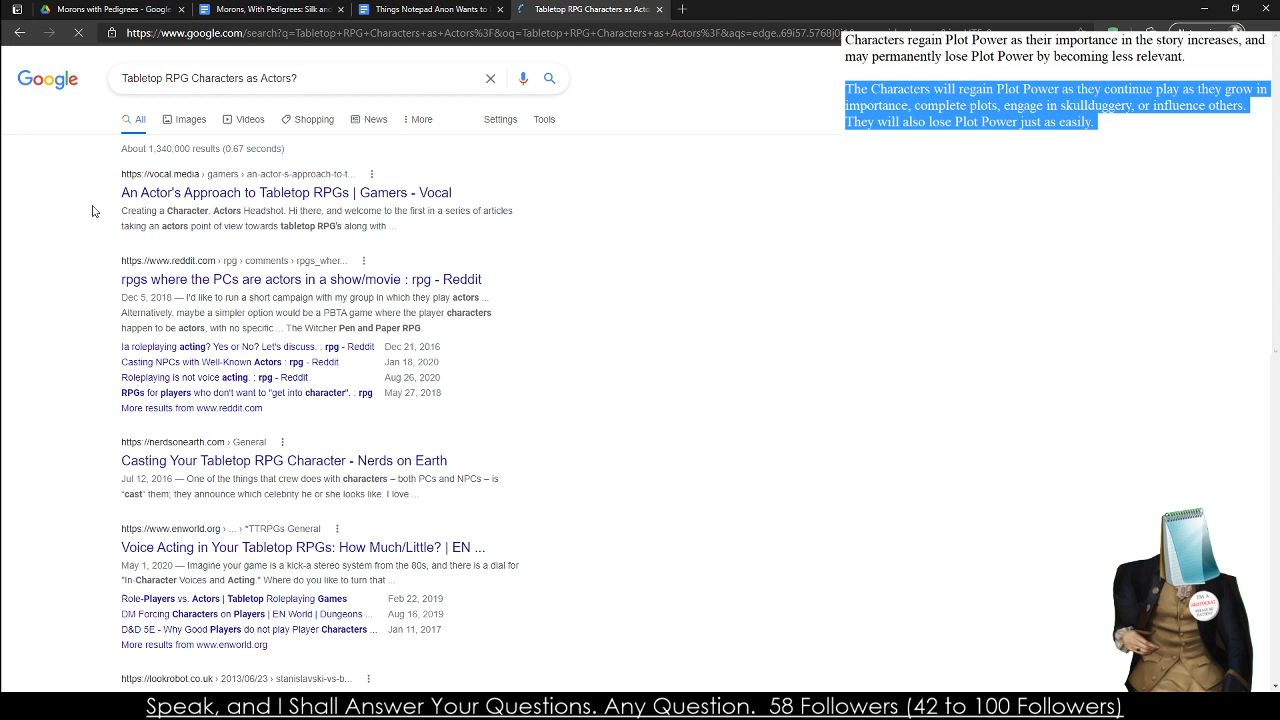 Morons with Pedigrees - Google
Morons, With Pedigrees Silk and
Things Notepad Anon Wants to
Tabletop RPG Characters as Acto
https://www.google.com/search?q=Tabletop+RPG+Characters+as+Actors%3F&oq=Tabletop+RPG+Characters+as+Actors%3F&aqs=edge..69i57.7568j0
Characters regain Plot Power as their importance in the story increases, and
may permanently lose Plot Power by becoming less relevant.
The Characters will regain Plot Power as they continue play as they grow in
importance, complete plots, engage in skullduggery, or influence others.
They will also lose Plot Power just as easily.
Google
Tabletop RPG Characters as Actors?
All Images Videos Shopping News More Settings Tools
About 1,340,000 results (0.67 seconds)
https://vocal.media › gamers › an-actor-s-approach-to-t...
An Actor's Approach to Tabletop RPGs | Gamers - Vocal
Creating a Character. Actors Headshot. Hi there, and welcome to the first in a series of articles
taking an actors point of view towards tabletop RPG's along with ...
https://www.reddit.com › rpg › comments › rpgs_wher...
rpgs where the PCs are actors in a show/movie : rpg - Reddit
Dec 5, 2018 — I'd like to run a short campaign with my group in which they play actors ...
Alternatively, maybe a simpler option would be a PBTA game where the player characters
happen to be actors, with no specific ... The Witcher Pen and Paper RPG.
Ia roleplaying acting? Yes or No? Let's discuss. : rpg - Reddit Dec 21, 2016
Casting NPCs with Well-Known Actors : rpg - Reddit Jan 18, 2020
Roleplaying is not voice acting. : rpg - Reddit Aug 26, 2020
RPGs for players who don't want to "get into character". : rpg May 27, 2018
More results from www.reddit.com
https://nerdsonearth.com › General
Casting Your Tabletop RPG Character - Nerds on Earth
Jul 12, 2016 — One of the things that crew does with characters – both PCs and NPCs – is
"cast" them; they announce which celebrity he or she looks like. I love ...
https://www.enworld.org › ... › *TTRPGs General
Voice Acting in Your Tabletop RPGs: How Much/Little? | EN ...
May 1, 2020 — Imagine your game is a kick-a stereo system from the 80s, and there is a dial for
"In-Character Voices and Acting." Where do you like to turn that ...
Role-Players vs. Actors | Tabletop Roleplaying Games Feb 22, 2019
DM Forcing Characters on Players | EN World | Dungeons ... Aug 16, 2019
D&D 5E - Why Good Players do not play Player Characters ... Jan 11, 2017
More results from www.enworld.org
https://lookrobot.co.uk › 2013/06/23 › stanislavski-vs-b...
I'M A
ARISTOCRAT
Speak, and I Shall Answer Your Questions. Any Question. 58 Followers (42 to 100 Followers)